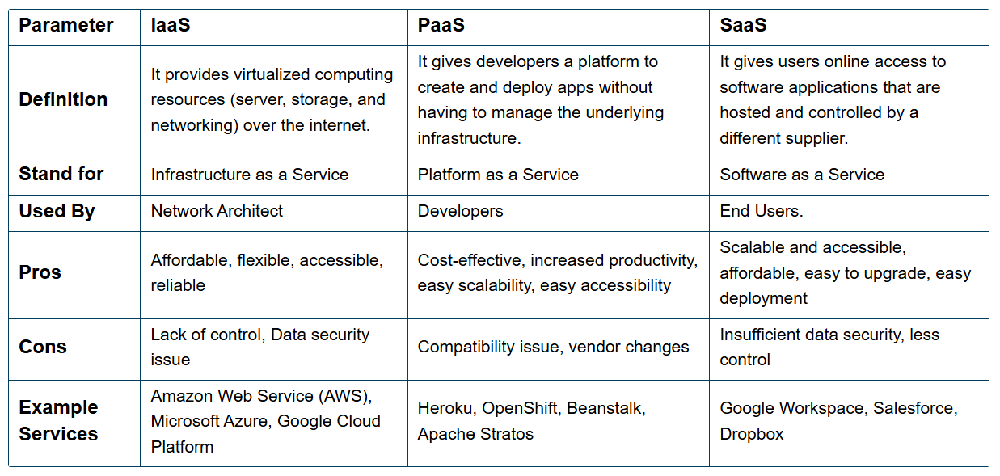 Parameter
IaaS
PaaS
SaaS
Definition
It provides virtualized computing
resources (server, storage, and
networking) over the internet.
It gives developers a platform to
create and deploy apps without
having to manage the underlying
infrastructure.
It gives users online access to
software applications that are
hosted and controlled by a
different supplier.
Stand for
Infrastructure as a Service
Platform as a Service
Software as a Service
Used By
Network Architect
Developers
End Users.
Pros
Affordable, flexible, accessible,
reliable
Cost-effective, increased productivity,
easy scalability, easy accessibility
Scalable and accessible,
affordable, easy to upgrade, easy
deployment
Cons
Lack of control, Data security
issue
Compatibility issue, vendor changes
Insufficient data security, less
control
Example
Services
Amazon Web Service (AWS),
Microsoft Azure, Google Cloud
Platform
Heroku, OpenShift, Beanstalk,
Apache Stratos
Google Workspace, Salesforce,
Dropbox